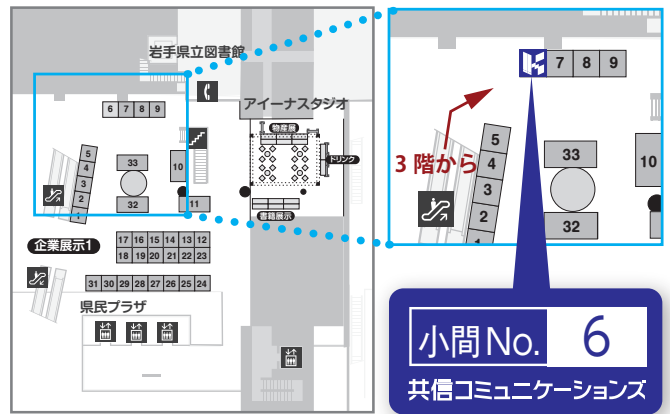 岩手県立図書館
アイーナスタジオ
物産展
ドリンク
書籍展示
6 7 8 9
5
4
3
2
1
33
32
10
11
企業展示1
17 16 15 14 13 12
18 19 20 21 22 23
31 30 29 28 27 26 25 24
県民プラザ
7 8 9
3階から
5
4
3
2
1
33
32
10
小間No. 6
共信コミュニケーションズ